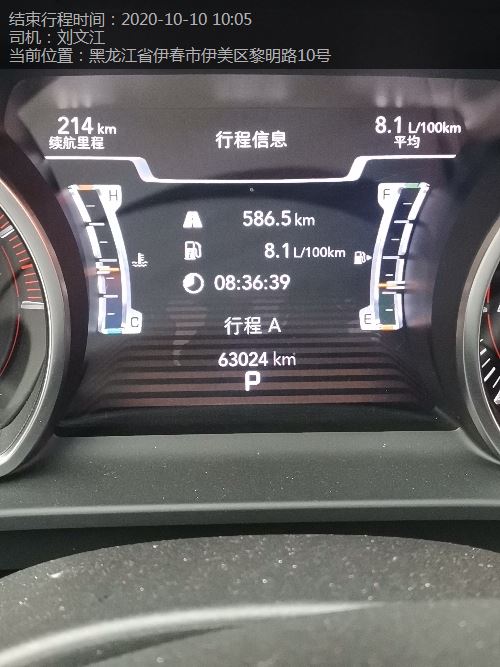 结束行程时间：2020-10-10 10:05
司机：刘文江
当前位置：黑龙江省伊春市伊美区黎明路10号
214 km
续航里程
行程信息
8.1 L/100km
平均
H
F
586.5 km
8.1 L/100km
08:36:39
C
E
行程 A
63024 km
P